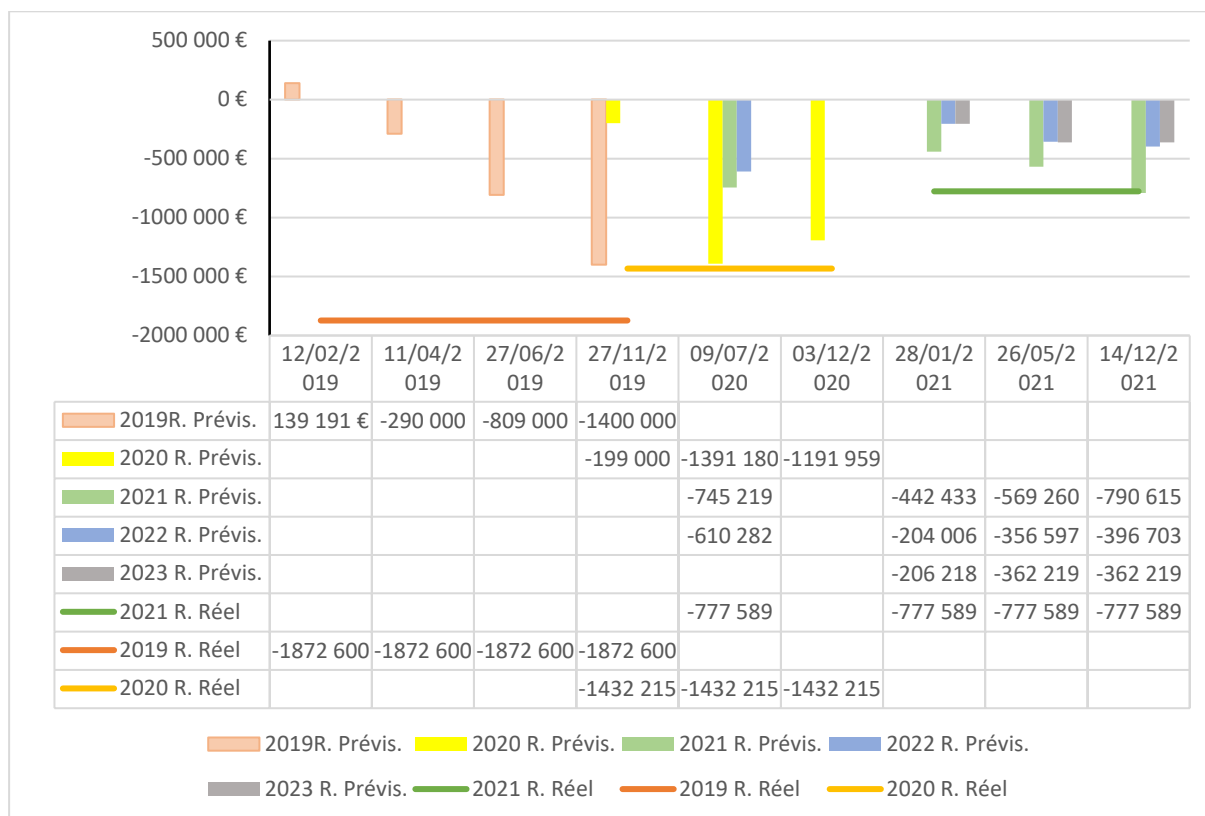 500 000 €
0 €
-500 000 €
-1000 000 €
-1500 000 €
-2000 000 €
12/02/2 11/04/2 27/06/2 27/11/2 09/07/2 03/12/2 28/01/2 26/05/2 14/12/2
019 019 019 019 020 020 021 021 021
2019R. Prévis. 139 191 € -290 000 -809 000 -1400 000
2020 R. Prévis. -199 000 -1391 180 -1191 959
2021 R. Prévis. -745 219 -442 433 -569 260 -790 615
2022 R. Prévis. -610 282 -204 006 -356 597 -396 703
2023 R. Prévis. -206 218 -362 219 -362 219
2021 R. Réel -777 589 -777 589 -777 589 -777 589
2019 R. Réel -1872 600 -1872 600 -1872 600 -1872 600
2020 R. Réel -1432 215 -1432 215 -1432 215
2019R. Prévis. 2020 R. Prévis. 2021 R. Prévis. 2022 R. Prévis.
2023 R. Prévis. 2021 R. Réel 2019 R. Réel 2020 R. Réel